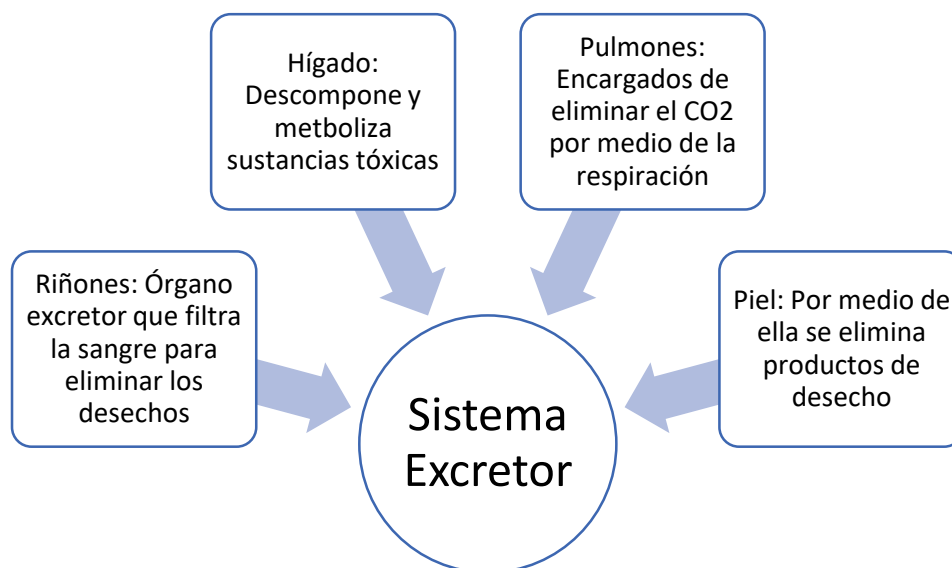 Hígado:
Descompone y
metboliza
sustancias tóxicas
Pulmones:
Encargados de
eliminar el CO2
por medio de la
respiración
Riñones: Órgano
excretor que filtra
la sangre para
eliminar los
desechos
Piel: Por medio de
ella se elimina
productos de
desecho
Sistema
Excretor